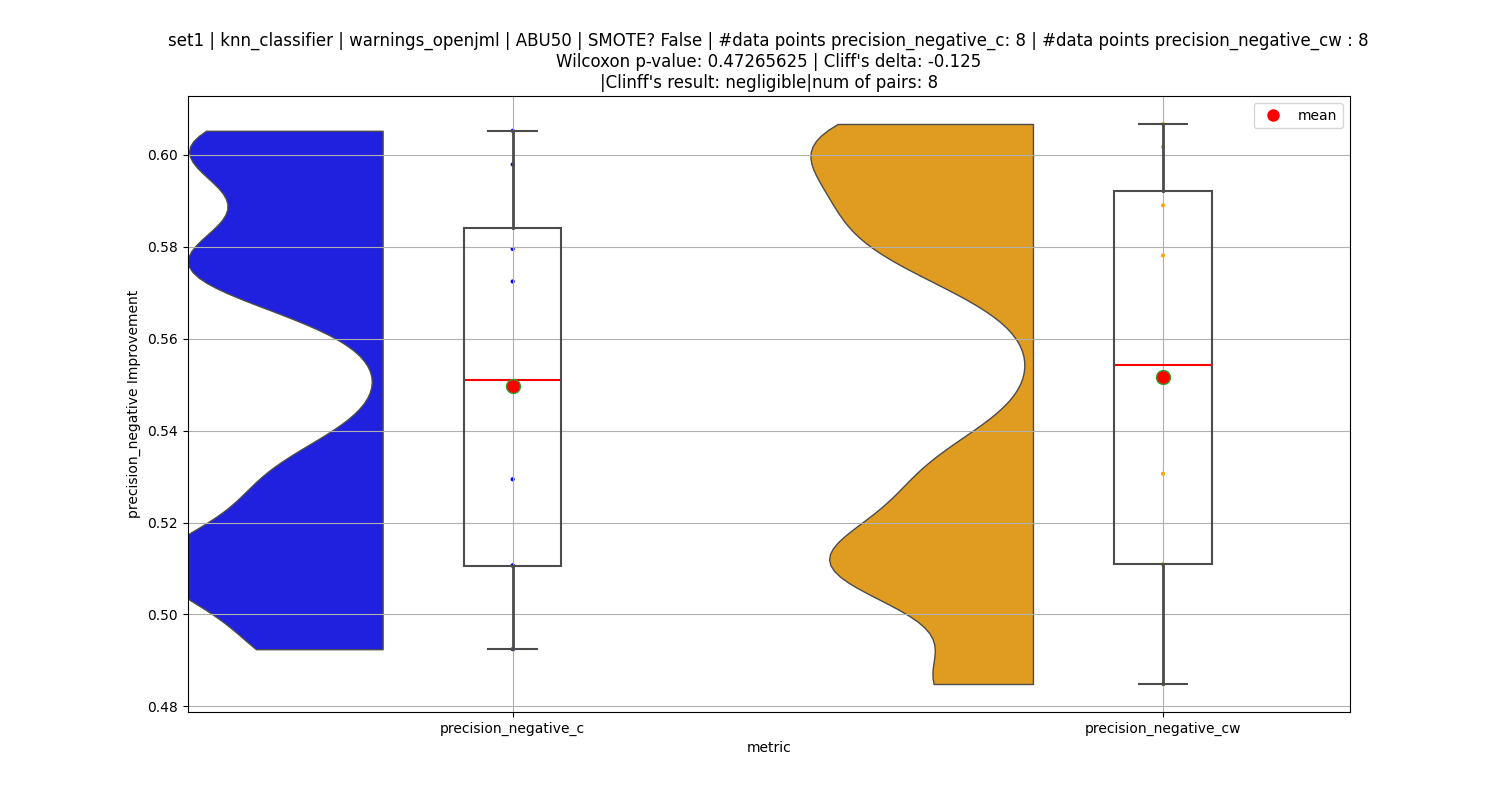 set1 | knn_classifier | warnings_openjml | ABU50 | SMOTE? False | #data points precision_negative_c: 8 | #data points precision_negative_cw : 8
Wilcoxon p-value: 0.47265625 | Cliff's delta: -0.125
|Clinff's result: negligible|num of pairs: 8
mean
0.60
0.58
0.56
0.54
0.52
0.50
0.48
precision_negative Improvement
precision_negative_c
precision_negative_cw
metric